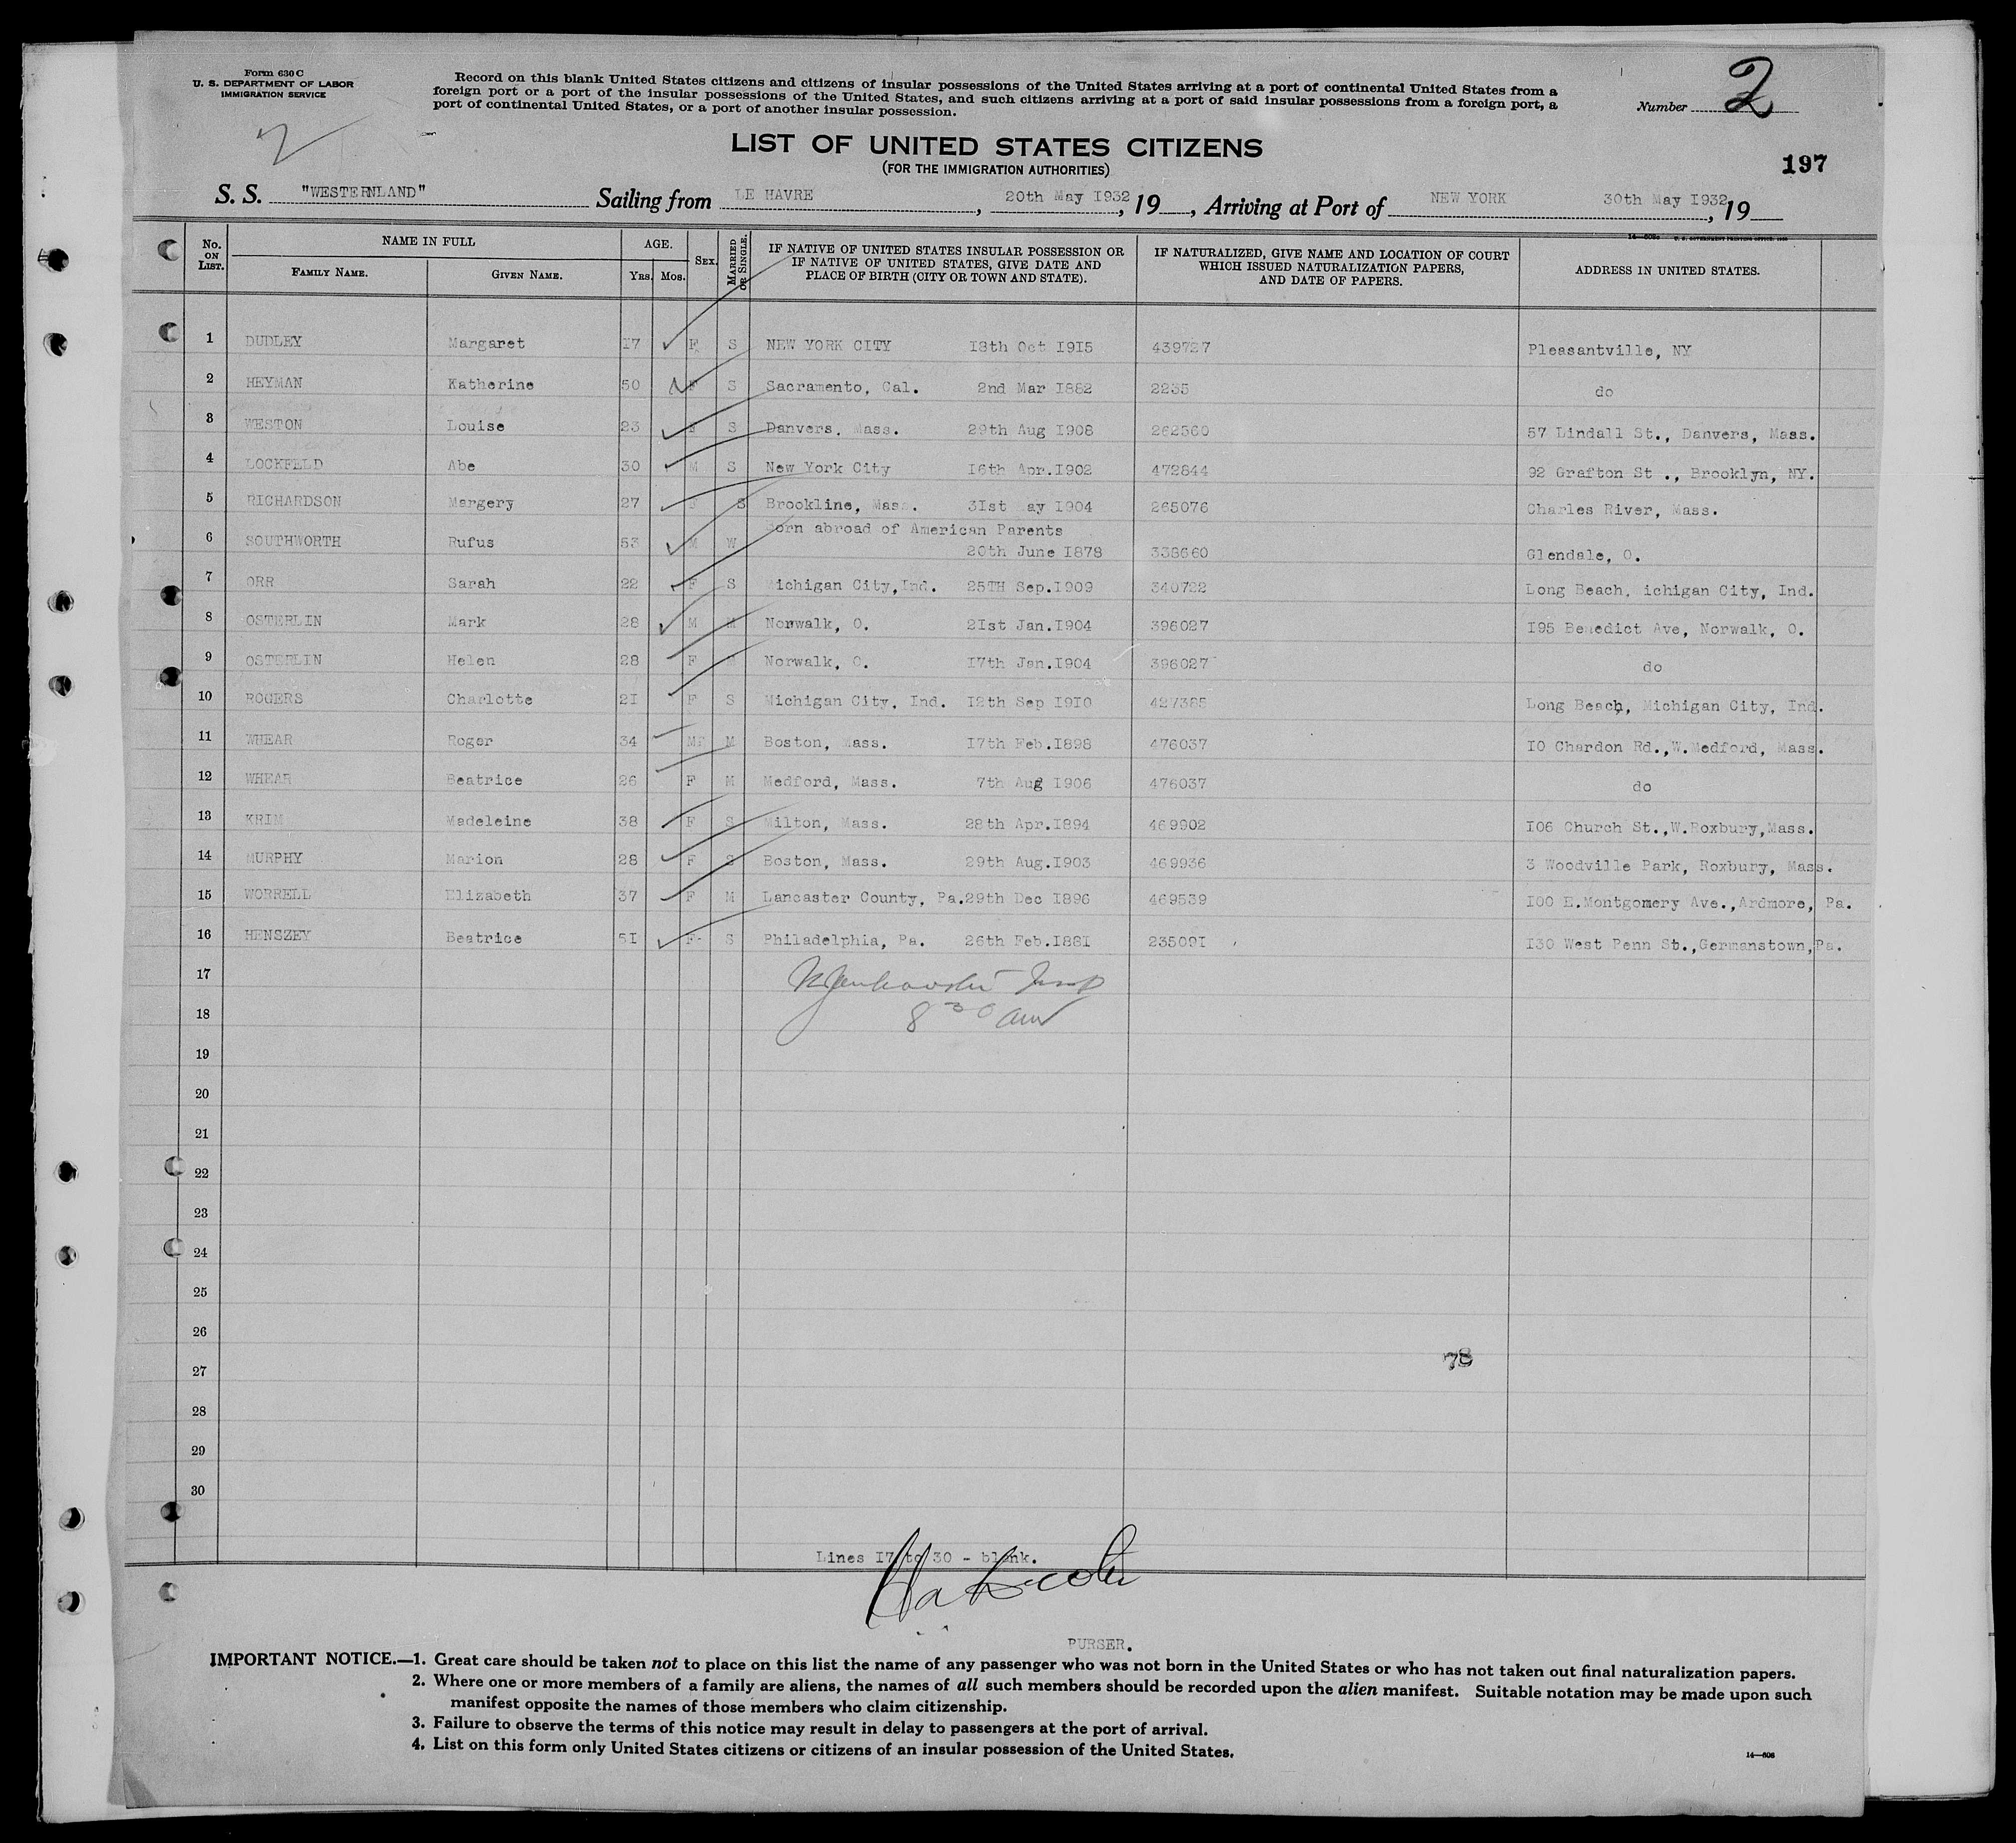 Form 630 C
U. S. DEPARTMENT OF LABOR
IMMIGRATION SERVICE
Record on this blank United States citizens and citizens of insular possessions of the United States arriving at a port of continental United States from a
foreign port or a port of the insular possessions of the United States, and such citizens arriving at a port of said insular possessions from a foreign port, a
port of continental United States, or a port of another insular possession.
Number 2
2
LIST OF UNITED STATES CITIZENS
(FOR THE IMMIGRATION AUTHORITIES)
197
S. S. "WESTERNLAND" Sailing from LE HAVRE, 20th May 1932, 19__, Arriving at Port of NEW YORK 30th May 1932, 19__
No. ON LIST. NAME IN FULL FAMILY NAME. GIVEN NAME. AGE. YRS. MOS. SEX. MARRIED OR SINGLE. IF NATIVE OF UNITED STATES INSULAR POSSESSION OR IF NATIVE OF UNITED STATES, GIVE DATE AND PLACE OF BIRTH (CITY OR TOWN AND STATE). IF NATURALIZED, GIVE NAME AND LOCATION OF COURT WHICH ISSUED NATURALIZATION PAPERS, AND DATE OF PAPERS. ADDRESS IN UNITED STATES.
1 DUDLEY Margaret 17 F S NEW YORK CITY 18th Oct 1915 439727 Pleasantville, NY
2 HEYMAN Katherine 50 F S Sacramento, Cal. 2nd Mar 1882 2235 do
3 WESTON Louise 23 F S Danvers, Mass. 29th Aug 1908 262560 57 Lindall St., Danvers, Mass.
4 LOCKFELD Abe 30 M S New York City 16th Apr.1902 472844 92 Grafton St ., Brooklyn, NY.
5 RICHARDSON Margery 27 F S Brookline, Mass. 31st ay 1904 265076 Charles River, Mass.
6 SOUTHWORTH Rufus 53 M W Born abroad of American Parents
20th June 1878 338660 Glendale, O.
7 ORR Sarah 22 F S Michigan City,Ind. 25TH Sep.1909 340722 Long Beach, ichigan City, Ind.
8 OSTERLIN Mark 28 M M Norwalk, O. 21st Jan.1904 396027 195 Benedict Ave, Norwalk, O.
9 OSTERLIN Helen 28 F M Norwalk, O. 17th Jan.1904 396027 do
10 ROGERS Charlotte 21 F S Michigan City, Ind. 12th Sep 1910 427385 Long Beach, Michigan City, Ind.
11 WHEAR Roger 34 M M Boston, Mass. 17th Feb.1898 476037 10 Chardon Rd.,W.Medford, Mass.
12 WHEAR Beatrice 26 F M Medford, Mass. 7th Aug 1906 476037 do
13 KRIM Madeleine 38 F S Milton, Mass. 28th Apr.1894 469902 106 Church St.,W.Roxbury,Mass.
14 MURPHY Marion 28 F S Boston, Mass. 29th Aug.1903 469936 3 Woodville Park, Roxbury, Mass.
15 WORRELL Elizabeth 37 F M Lancaster County, Pa.29th Dec 1896 469539 100 E.Montgomery Ave.,Ardmore, Pa.
16 HENSZEY Beatrice 51 F- S Philadelphia, Pa. 26th Feb.1881 235091 130 West Penn St.,Germanstown,Pa.
17
18 8 30 am
19
20
21
22
23
24
25
26
27 78
28
29
30
Lines 17 to 30 - blank.
PURSER.
IMPORTANT NOTICE.—1. Great care should be taken not to place on this list the name of any passenger who was not born in the United States or who has not taken out final naturalization papers.
2. Where one or more members of a family are aliens, the names of all such members should be recorded upon the alien manifest. Suitable notation may be made upon such
manifest opposite the names of those members who claim citizenship.
3. Failure to observe the terms of this notice may result in delay to passengers at the port of arrival.
4. List on this form only United States citizens or citizens of an insular possession of the United States.
14—608